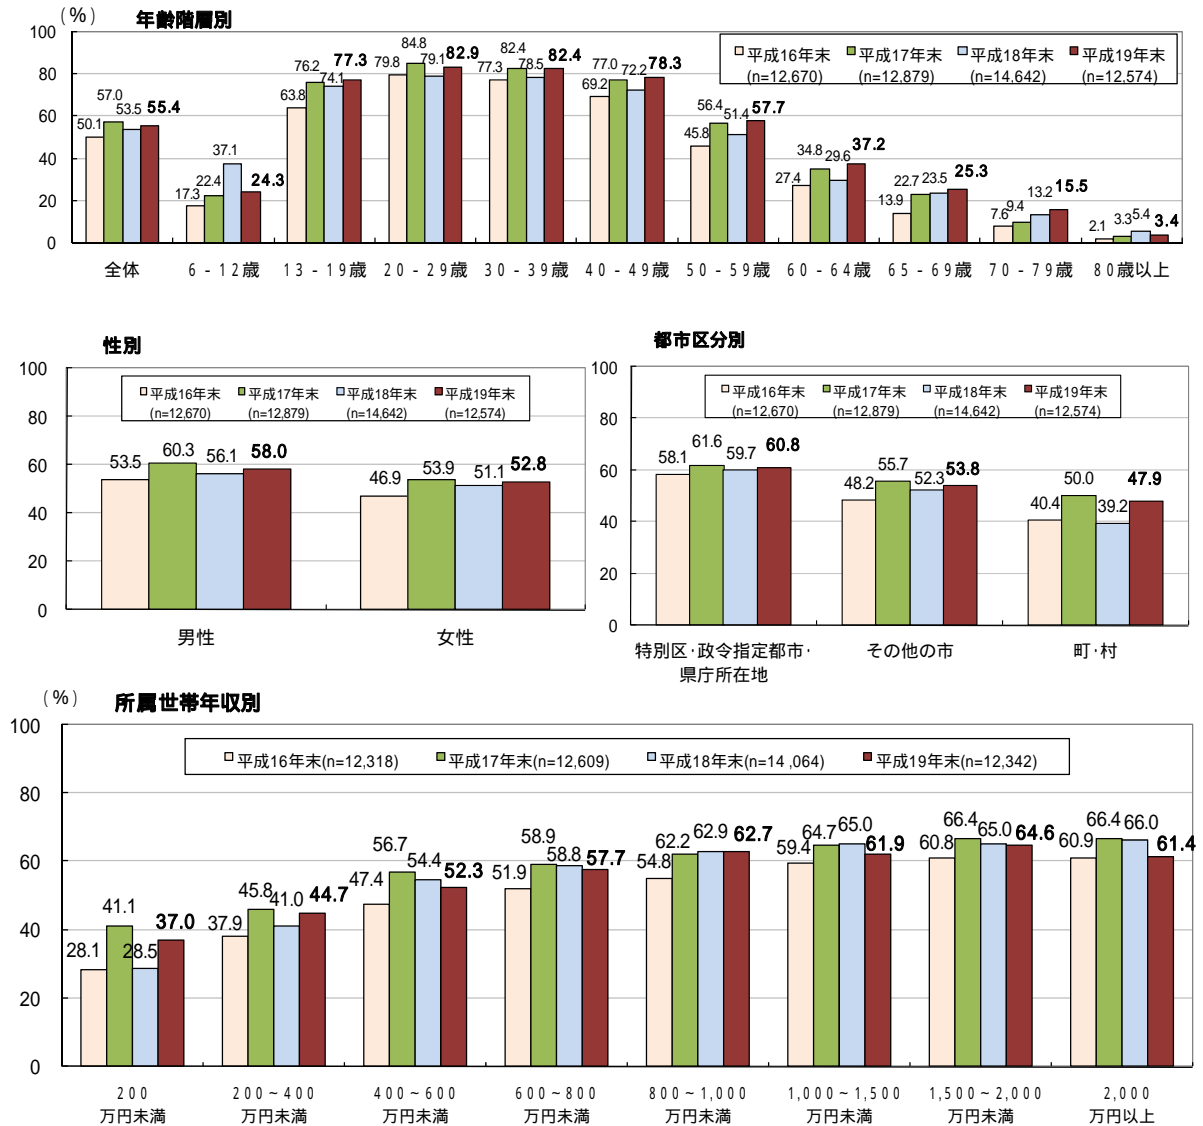 (%)
年齢階層別
平成16年末 平成17年末 平成18年末 平成19年末
(n=12,670) (n=12,879) (n=14,642) (n=12,574)
100
80
60
40
20
0
50.1 57.0 53.5 55.4
17.3 22.4 37.1 24.3
63.8 76.2 74.1 77.3
79.8 84.8 79.1 82.9
77.3 82.4 78.5 82.4
69.2 77.0 72.2 78.3
45.8 56.4 51.4 57.7
27.4 34.8 29.6 37.2
13.9 22.7 23.5 25.3
7.6 9.4 13.2 15.5
2.1 3.3 5.4 3.4
全体 6-12歳 13-19歳 20-29歳 30-39歳 40-49歳 50-59歳 60-64歳 65-69歳 70-79歳 80歳以上
性別
平成16年末 平成17年末 平成18年末 平成19年末
(n=12,670) (n=12,879) (n=14,642) (n=12,574)
100
80
60
40
20
0
53.5 60.3 56.1 58.0
46.9 53.9 51.1 52.8
男性 女性
都市区分別
平成16年末 平成17年末 平成18年末 平成19年末
(n=12,670) (n=12,879) (n=14,642) (n=12,574)
100
80
60
40
20
0
58.1 61.6 59.7 60.8
48.2 55.7 52.3 53.8
40.4 50.0 39.2 47.9
特別区・政令指定都市・ その他の市 町・村
県庁所在地
(%)
所属世帯年収別
平成16年末(n=12,318) 平成17年末(n=12,609) 平成18年末(n=14 ,064) 平成19年末(n=12,342)
100
80
60
40
20
0
28.1 41.1 28.5 37.0
37.9 45.8 41.0 44.7
47.4 56.7 54.4 52.3
51.9 58.9 58.8 57.7
54.8 62.2 62.9 62.7
59.4 64.7 65.0 61.9
60.8 66.4 65.0 64.6
60.9 66.4 66.0 61.4
200 200~400 400~600 600~800 800~1,000 1,000~1,500 1,500~2,000 2,000
万円未満 万円未満 万円未満 万円未満 万円未満 万円未満 万円未満 万円以上